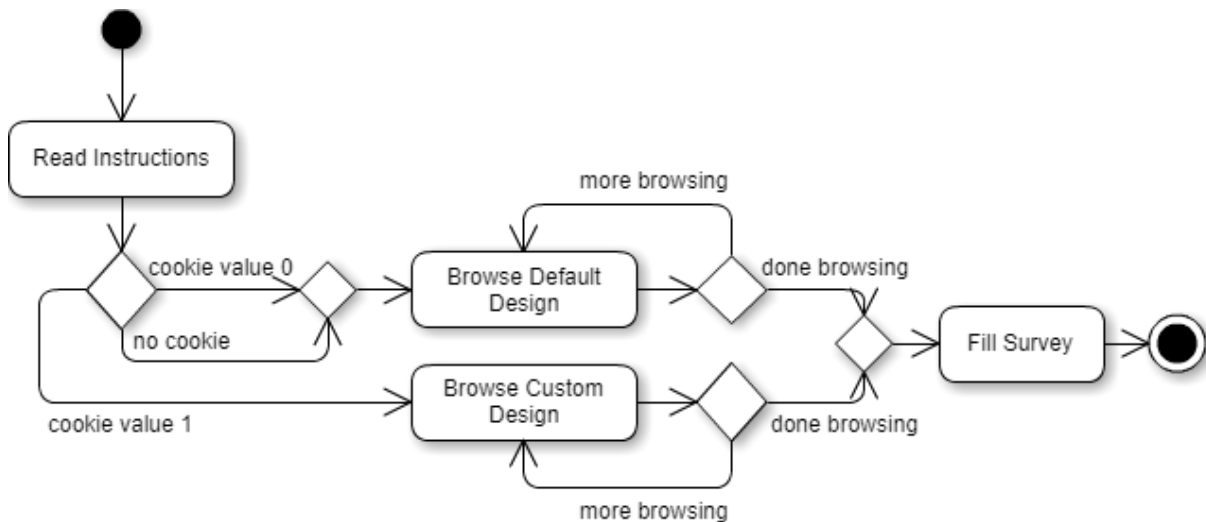 Read Instructions
more browsing
cookie value 0
Browse Default
Design
done browsing
no cookie
Fill Survey
Browse Custom
Design
cookie value 1
done browsing
more browsing